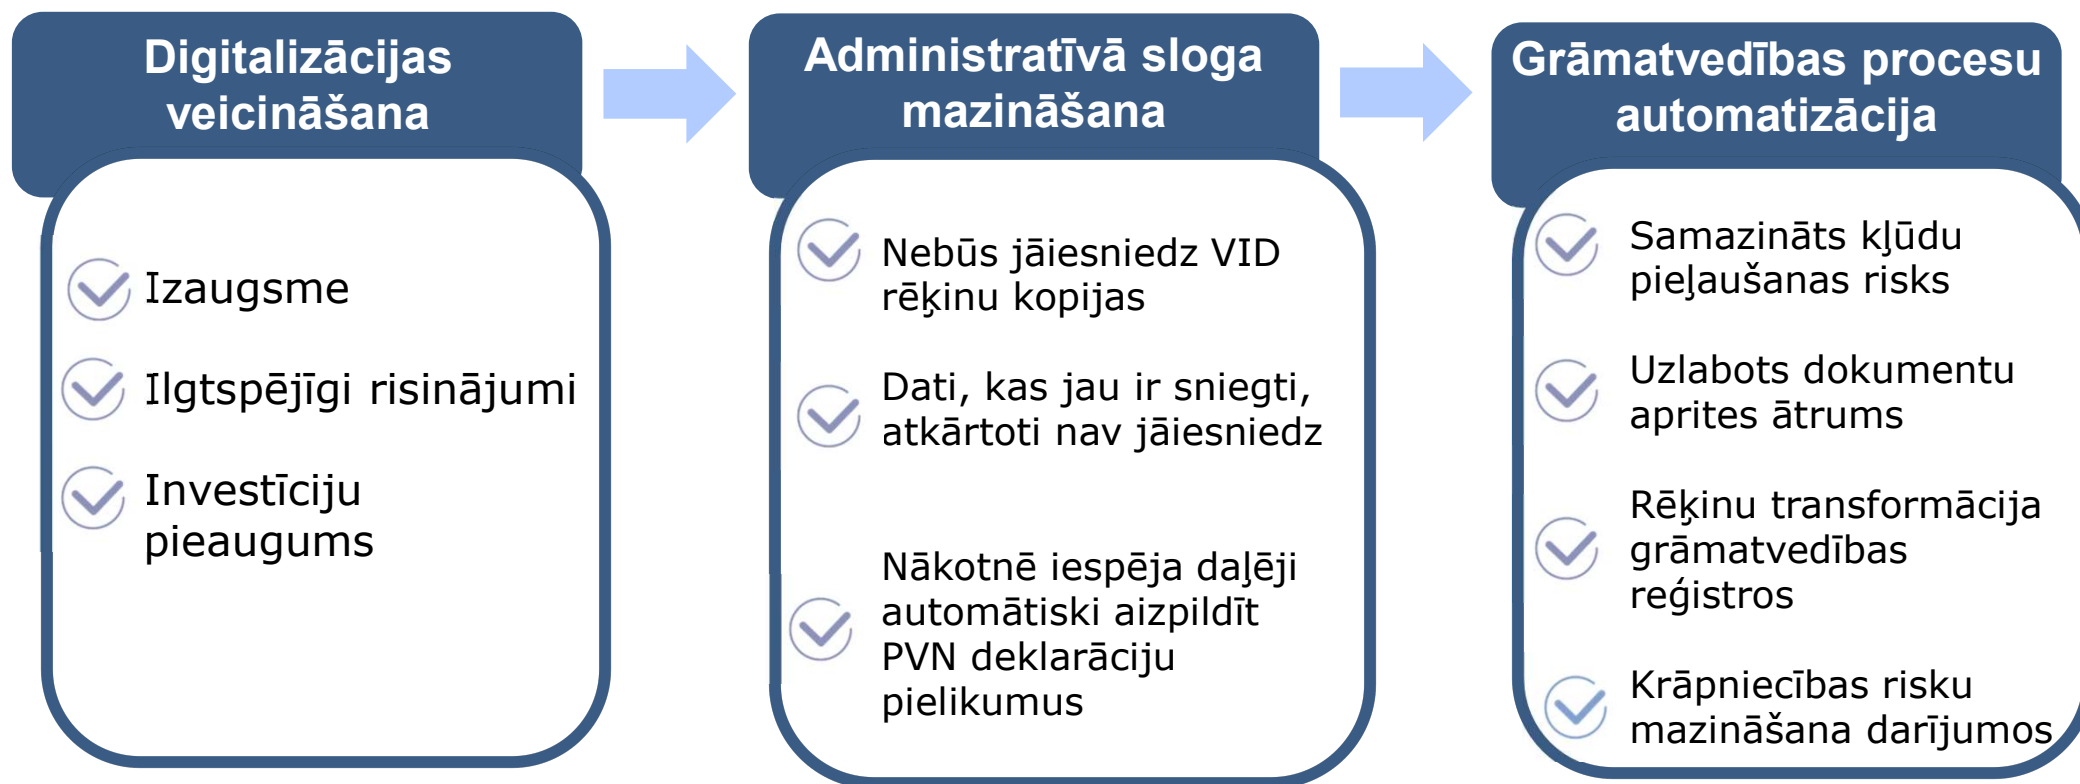 Digitalizācijas
veicināšana
Izaugsme
Ilgtspējīgi risinājumi
Investīciju
pieaugums
Administratīvā sloga
mazināšana
Nebūs jāiesniedz VID
rēķinu kopijas
Dati, kas jau ir sniegti,
atkārtoti nav jāiesniedz
Nākotnē iespēja daļēji
automātiski aizpildīt
PVN deklarāciju
pielikumus
Grāmatvedības procesu
automatizācija
Samazināts kļūdu
pieļaušanas risks
Uzlabots dokumentu
aprites ātrums
Rēķinu transformācija
grāmatvedības
reģistros
Krāpniecības risku
mazināšana darījumos